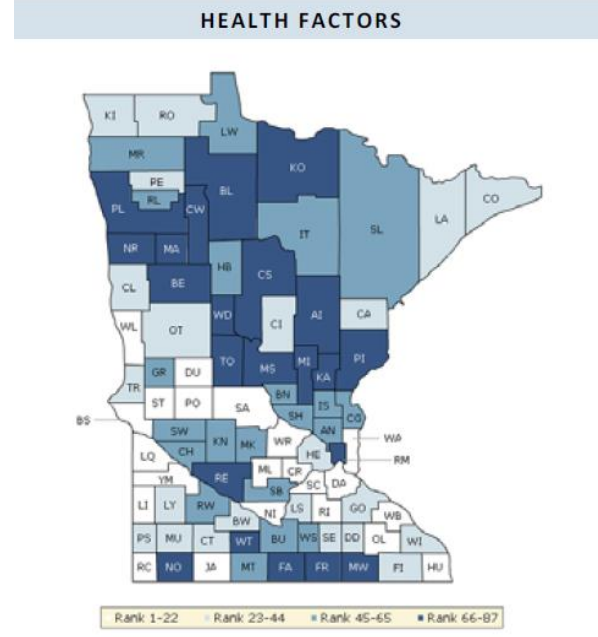 HEALTH FACTORS
KI RO
LW
MR
KO
PE
BL
RL
CO
PL CW
LA
IT SL
NR MA
HB
CS
BE
CL
WD
AI CA
CI
WL OT
TO PI
MI
MS
GR DU KA
TR
BN
ST PO IS
SA
SH CG
BS
SW AN
KN WR WA
MK
CH HE
LQ RM
ML CR
YM RE SC DA
SB
LI LY RW LS GO
NI RI WB
BW
PS MU CT WT BU WS SE DD OL WI
RC NO JA MT FA FR MW FI HU
Rank 1-22 Rank 23-44 Rank 45-65 Rank 66-87